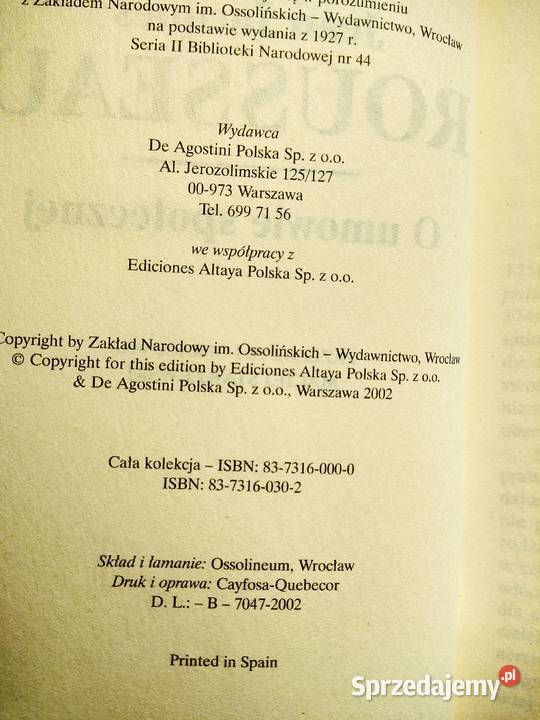 w porozumieniu
z Zakładem Narodowym im. Ossolińskich – Wydawnictwo, Wrocław
na podstawie wydania z 1927 r.
Seria II Biblioteki Narodowej nr 44
ROUSSEAU
O umowie społecznej
Wydawca
De Agostini Polska Sp. z o.o.
Al. Jerozolimskie 125/127
00-973 Warszawa
Tel. 699 71 56
we współpracy z
Ediciones Altaya Polska Sp. z o.o.
Copyright by Zakład Narodowy im. Ossolińskich – Wydawnictwo, Wrocław
© Copyright for this edition by Ediciones Altaya Polska Sp. z o.o.
& De Agostini Polska Sp. z o.o., Warszawa 2002
Cała kolekcja – ISBN: 83-7316-000-0
ISBN: 83-7316-030-2
Skład i łamanie: Ossolineum, Wrocław
Druk i oprawa: Cayfosa-Quebecor
D. L.: – B – 7047-2002
Printed in Spain
Sprzedajemy.pl